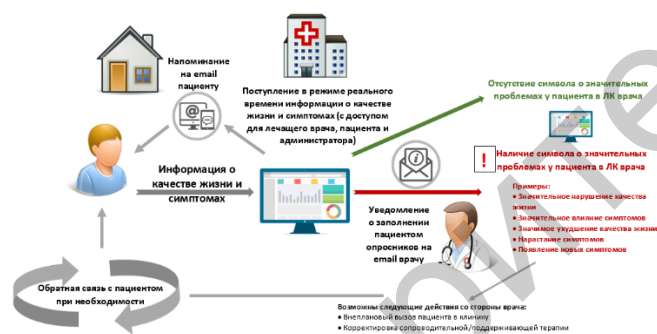 Напоминание
на email
пациенту
Поступление в режиме реального
времени информации о качестве
жизни и симптомах (с доступом
для лечащего врача, пациента и
администратора)
Отсутствие символа о значительных
проблемах у пациента в ЛК врача
Информация о
качестве жизни и
симптомах
! Наличие символа о значительных
проблемах у пациента в ЛК врача
Примеры:
• Значительное нарушение качества
жизни
• Значительное влияние симптомов
• Значимое ухудшение качества жизни
• Нарастание симптомов
• Появление новых симптомов
Уведомление
о заполнении
пациентом
опросников на
email врачу
Обратная связь с пациентом
при необходимости
Возможны следующие действия со стороны врача:
• Внеплановый вызов пациента в клинику
• Корректировка сопроводительной/поддерживающей терапии